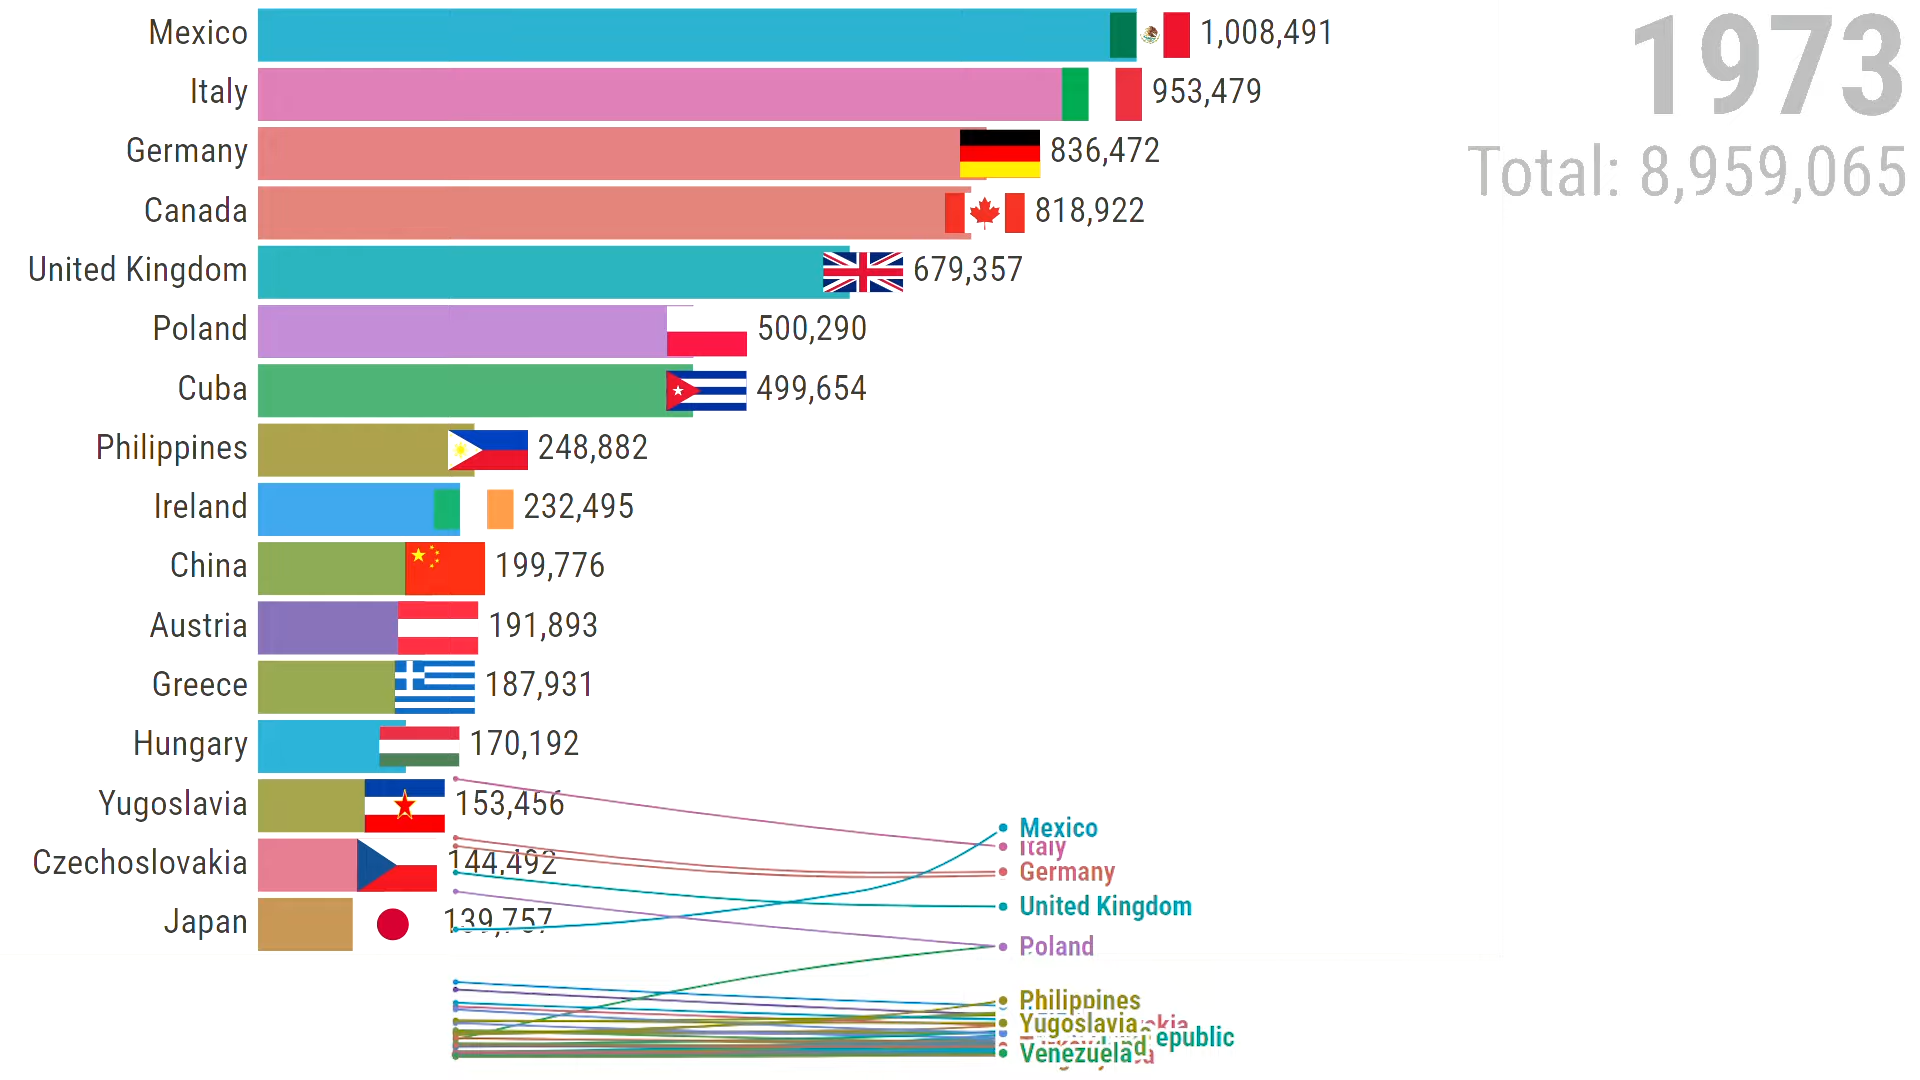 Mexico 1,008,491
1973
Italy 953,479
Germany 836,472
Total: 8,959,065
Canada 818,922
United Kingdom 679,357
Poland 500,290
Cuba 499,654
Philippines 248,882
Ireland 232,495
China 199,776
Austria 191,893
Greece 187,931
Hungary 170,192
Yugoslavia 153,456
Czechoslovakia 144,492
Japan 139,757
Mexico
Italy
Germany
United Kingdom
Poland
Philippines
Yugoslavia
Venezuela